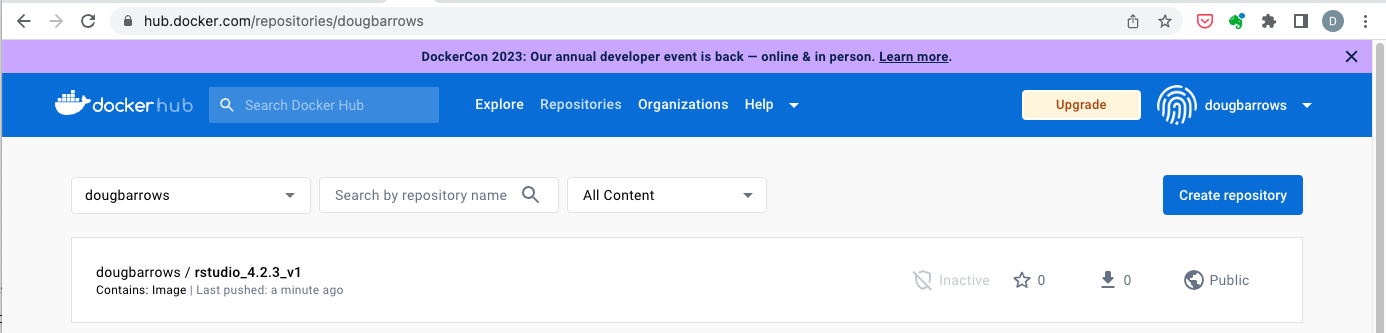 hub.docker.com/repositories/dougbarrows
D
DockerCon 2023: Our annual developer event is back — online & in person. Learn more.
dockerhub Search Docker Hub Explore Repositories Organizations Help Upgrade dougbarrows
dougbarrows Search by repository name All Content Create repository
dougbarrows / rstudio_4.2.3_v1
Contains: Image | Last pushed: a minute ago
Inactive 0 0 Public